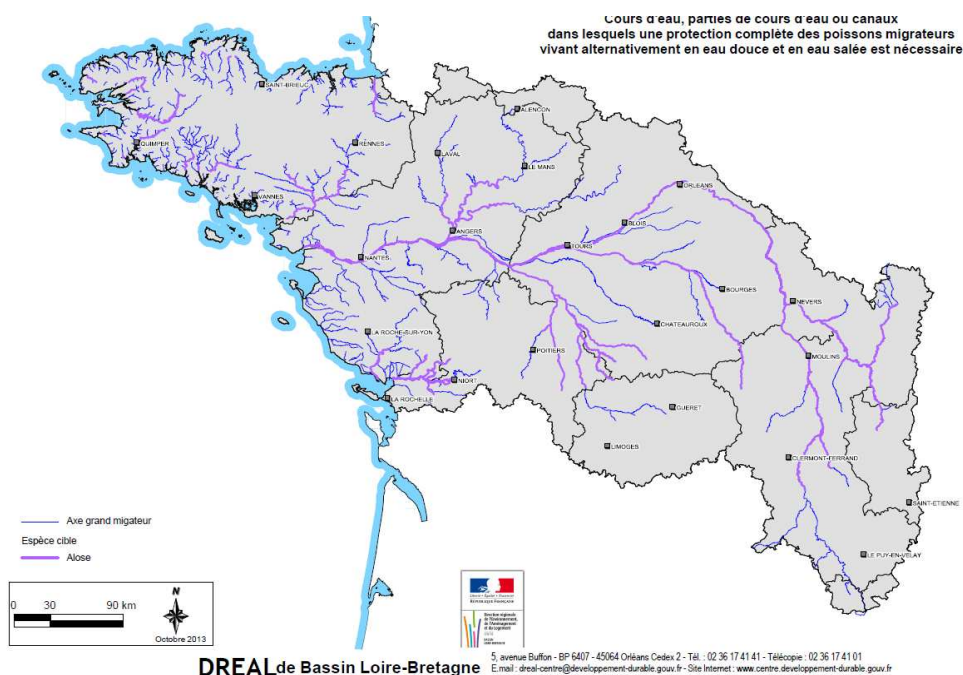 Cours d'eau, parties de cours d'eau ou canaux
dans lesquels une protection complète des poissons migrateurs
vivant alternativement en eau douce et en eau salée est nécessaire
SAINT-BRIEUC
ALENCON
QUIMPER
RENNES
LAVAL
LE MANS
VANNES
ORLEANS
BLOIS
ANGERS
TOURS
NANTES
BOURGES
NEVERS
CHATEAUROUX
LA ROCHE-SUR-YON
POITIERS
MOULINS
NIORT
LA ROCHELLE
GUERET
LIMOGES
CLERMONT-FERRAND
SAINT-ETIENNE
LE PUY-EN-VELAY
Axe grand migateur
Espèce cible
Alose
0 30 90 km
N
Octobre 2013
RÉPUBLIQUE FRANÇAISE
DREAL de Bassin Loire-Bretagne
5, avenue Buffon - BP 6407 - 45064 Orléans Cedex 2 - Tél. : 02 36 17 41 41 - Télécopie : 02 36 17 41 01
E.mail : dreal-centre@developpement-durable.gouv.fr - Site Internet : www.centre.developpement-durable.gouv.fr